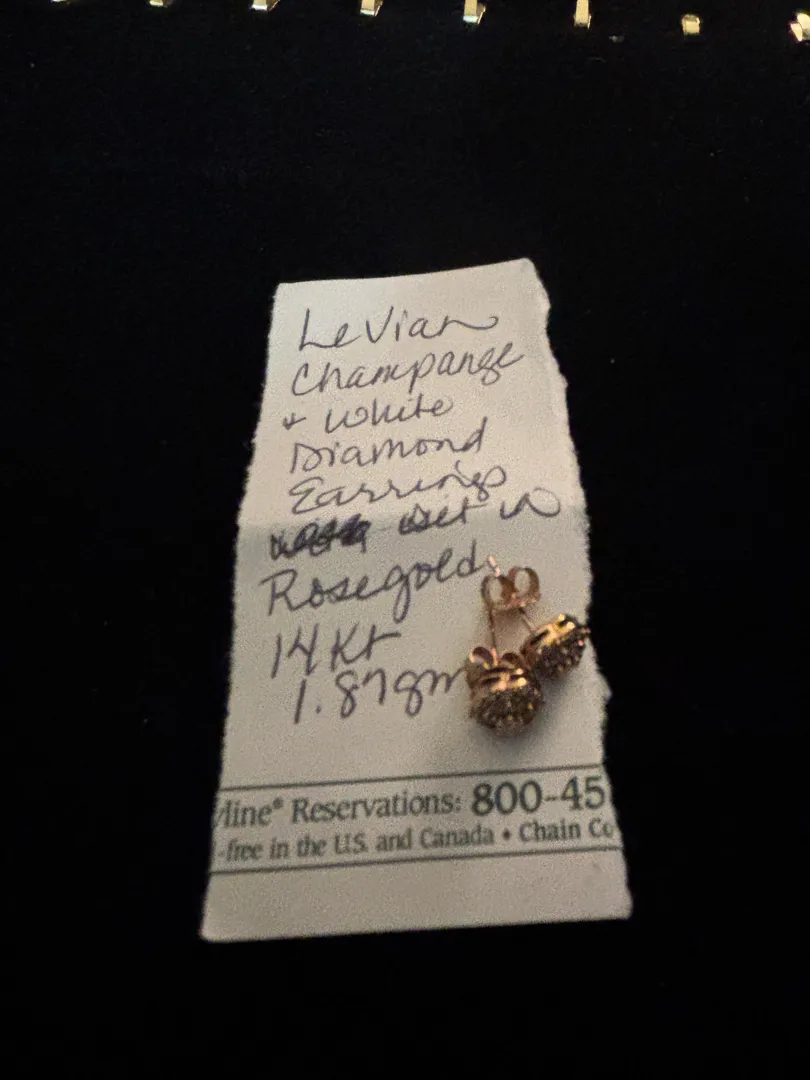 LeVian
Champange
& White
Diamond
Earrings
set in
Rosegold
14Kt
1.87gm
line® Reservations: 800-45
-free in the U.S. and Canada • Chain Co